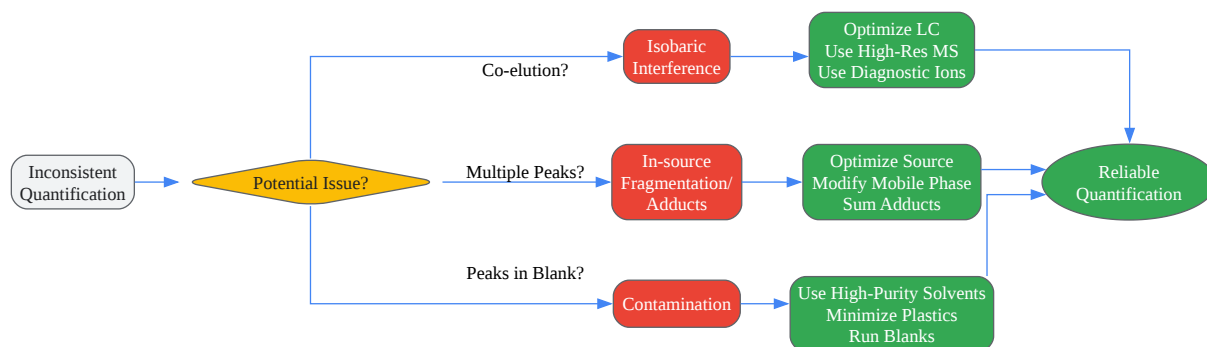 Inconsistent
Quantification
Potential Issue?
Co-elution?
Isobaric
Interference
Optimize LC
Use High-Res MS
Use Diagnostic Ions
Multiple Peaks?
In-source
Fragmentation/
Adducts
Optimize Source
Modify Mobile Phase
Sum Adducts
Peaks in Blank?
Contamination
Use High-Purity Solvents
Minimize Plastics
Run Blanks
Reliable
Quantification